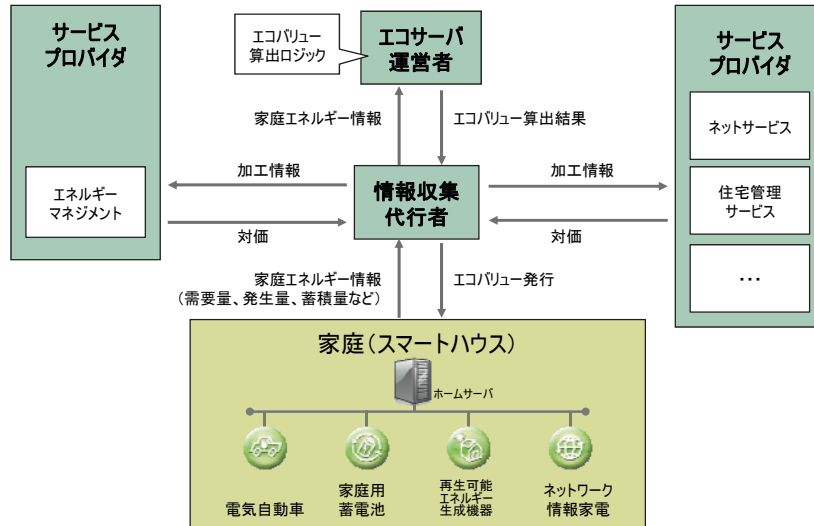 サービス
プロバイダ
エネルギー
マネジメント
エコバリュー
算出ロジック
エコサーバ
運営者
家庭エネルギー情報
エコバリュー算出結果
加工情報
対価
情報収集
代行者
加工情報
対価
サービス
プロバイダ
ネットサービス
住宅管理
サービス
・・・
家庭エネルギー情報
（需要量、発生量、蓄積量など）
エコバリュー発行
家庭（スマートハウス）
ホームサーバ
電気自動車
家庭用
蓄電池
再生可能
エネルギー
生成機器
ネットワーク
情報家電